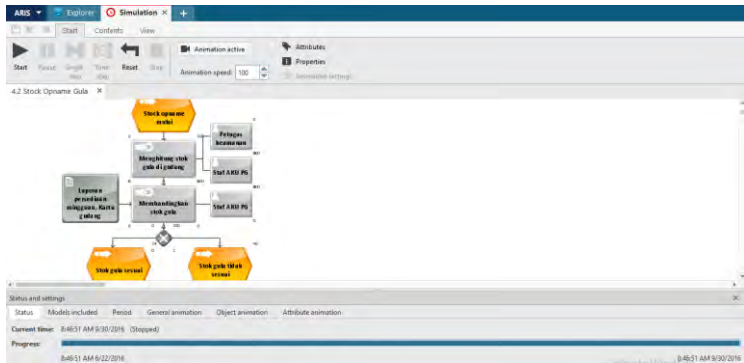 ARIS Explorer Simulation × +
Start Contents View
Start Pause Single step Time step Reset Stop
Animation active
Animation speed: 100
Attributes
Properties
Animation settings
4.2 Stock Opname Gula ×
Stock opname mulai
Petugas keamanan
Menghitung stok gula di gudang
Staf AKU PG
Laporan persediaan mingguan, Kartu gudang
Membandingkan stok gula
Staf AKU PG
Stok gula sesuai
Stok gula tidak sesuai
Status and settings
Status Models included Period General animation Object animation Attribute animation
Current time: 8:46:51 AM 9/30/2016 (Stopped)
Progress:
8:46:51 AM 6/22/2016 8:46:51 AM 9/30/2016